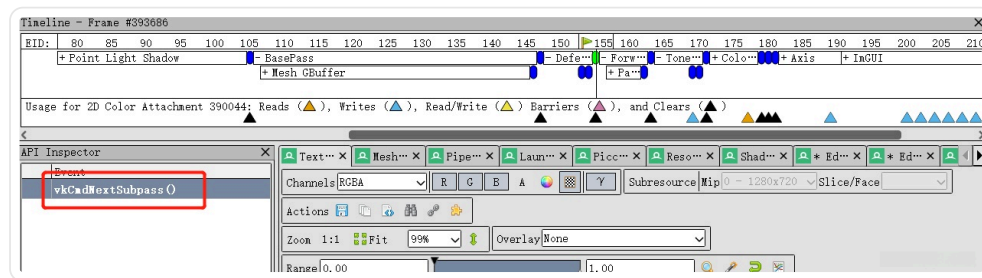 Timeline - Frame #393686
EID: 80 85 90 95 100 105 110 115 120 125 130 135 140 145 150 155 160 165 170 175 180 185 190 195 200 205 210
+ Point Light Shadow - BasePass - Defe… - Forw… - Tone… + Colo… + Axis + ImGUI
+ Mesh GBuffer + Pa…
Usage for 2D Color Attachment 390044: Reads (▲), Writes (▲), Read/Write (▲) Barriers (▲), and Clears (▲)
API Inspector X Text… X Mesh… X Pipe… X Laun… X Picc… X Reso… X Shad… X * Ed… X * Ed… X
Event
vkCmdNextSubpass()
Channels RGBA R G B A γ Subresource Mip 0 - 1280x720 Slice/Face
Actions
Zoom 1:1 Fit 99% Overlay None
Range 0.00 1.00